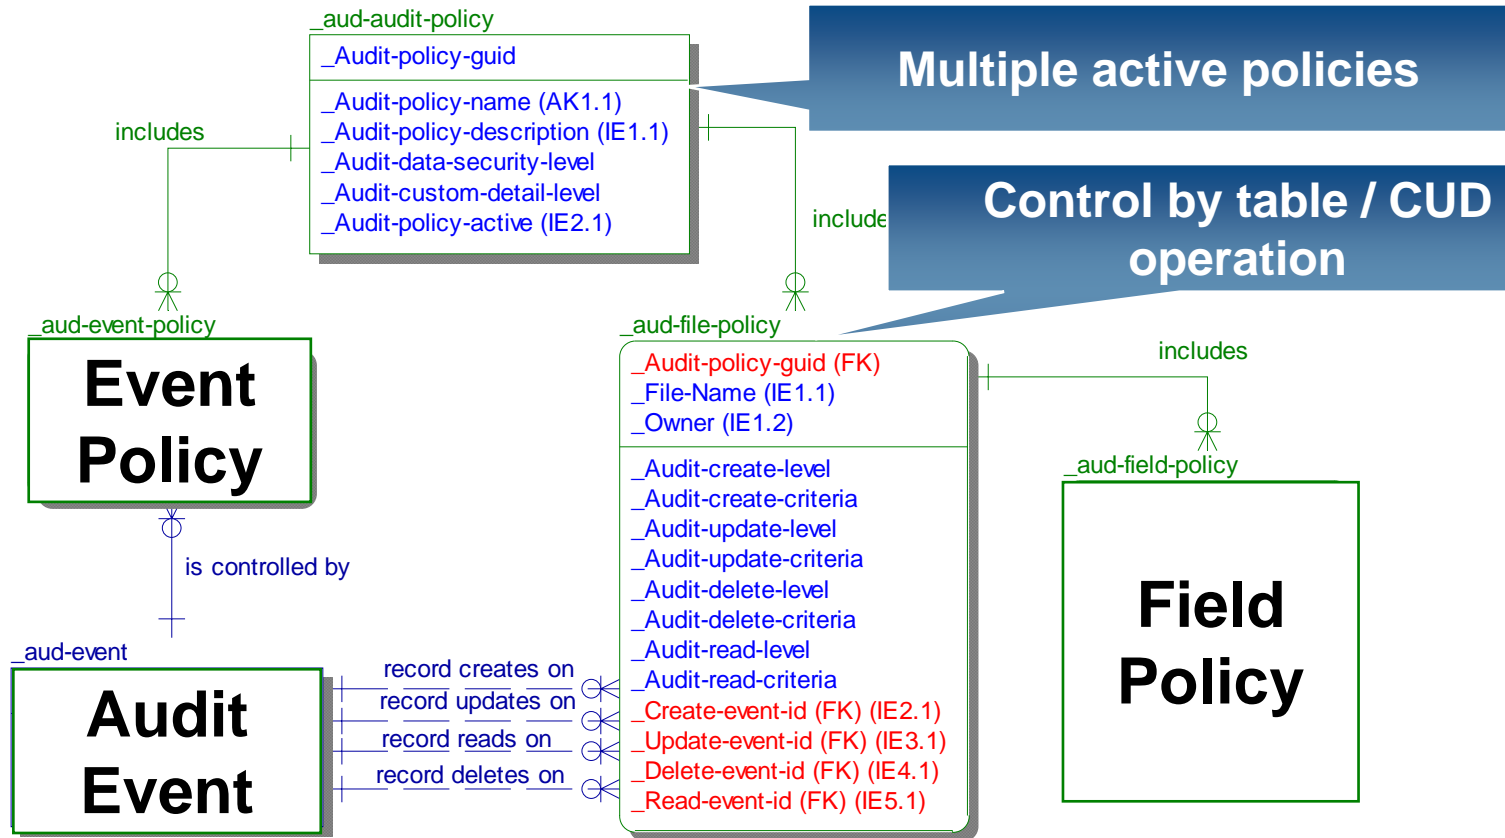 _aud-audit-policy
_Audit-policy-guid
_Audit-policy-name (AK1.1)
_Audit-policy-description (IE1.1)
_Audit-data-security-level
_Audit-custom-detail-level
_Audit-policy-active (IE2.1)
Multiple active policies
includes
include
Control by table / CUD
operation
_aud-event-policy
Event
Policy
_aud-file-policy
_Audit-policy-guid (FK)
_File-Name (IE1.1)
_Owner (IE1.2)
_Audit-create-level
_Audit-create-criteria
_Audit-update-level
_Audit-update-criteria
_Audit-delete-level
_Audit-delete-criteria
_Audit-read-level
_Audit-read-criteria
_Create-event-id (FK) (IE2.1)
_Update-event-id (FK) (IE3.1)
_Delete-event-id (FK) (IE4.1)
_Read-event-id (FK) (IE5.1)
includes
_aud-field-policy
Field
Policy
is controlled by
_aud-event
Audit
Event
record creates on
record updates on
record reads on
record deletes on